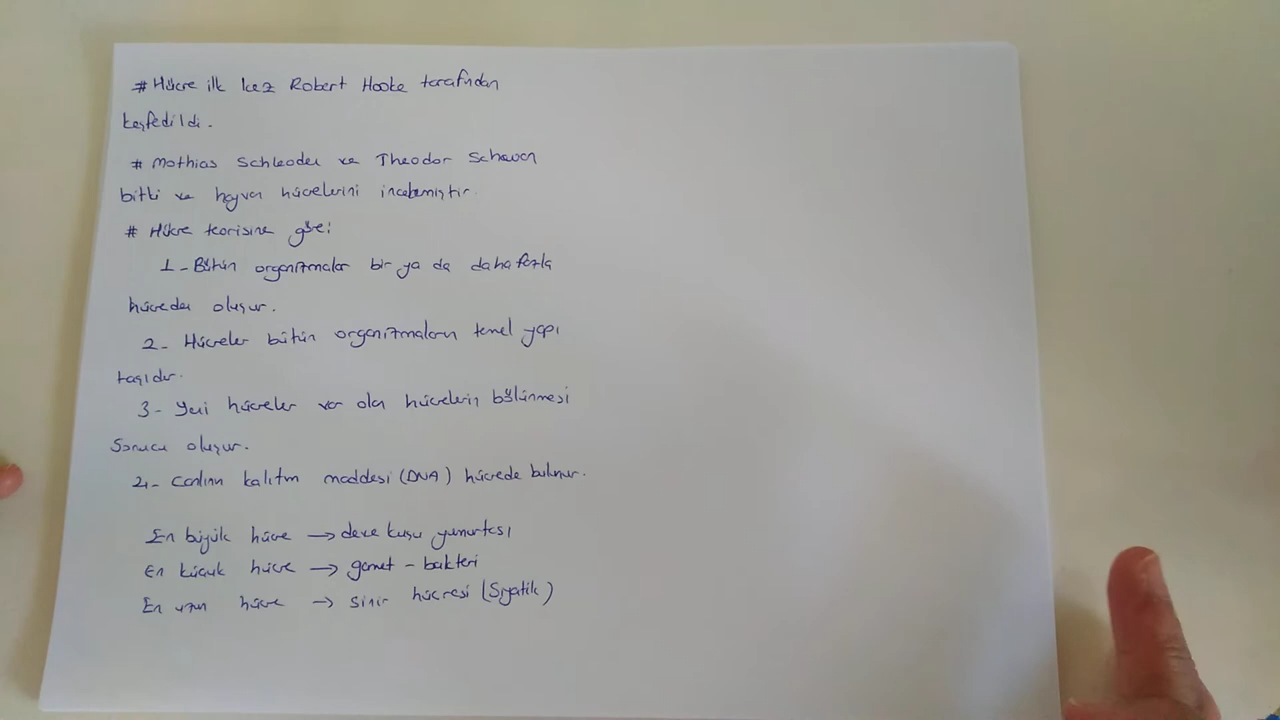 # Hücre ilk kez Robert Hooke tarafından
keşfedildi.
# Mathias Schleiden ve Theodor Schwan
bitki ve hayvan hücrelerini incelemiştir.
# Hücre teorisine göre;
1- Bütün organizmalar bir ya da daha fazla
hücreden oluşur.
2- Hücreler bütün organizmaların temel yapı
taşıdır.
3- Yeni hücreler var olan hücrelerin bölünmesi
sonucu oluşur.
4- Canlının kalıtım maddesi (DNA) hücrede bulunur.
En büyük hücre → deve kuşu yumurtası
En küçük hücre → gamet - bakteri
En uzun hücre → sinir hücresi (Siyatik)